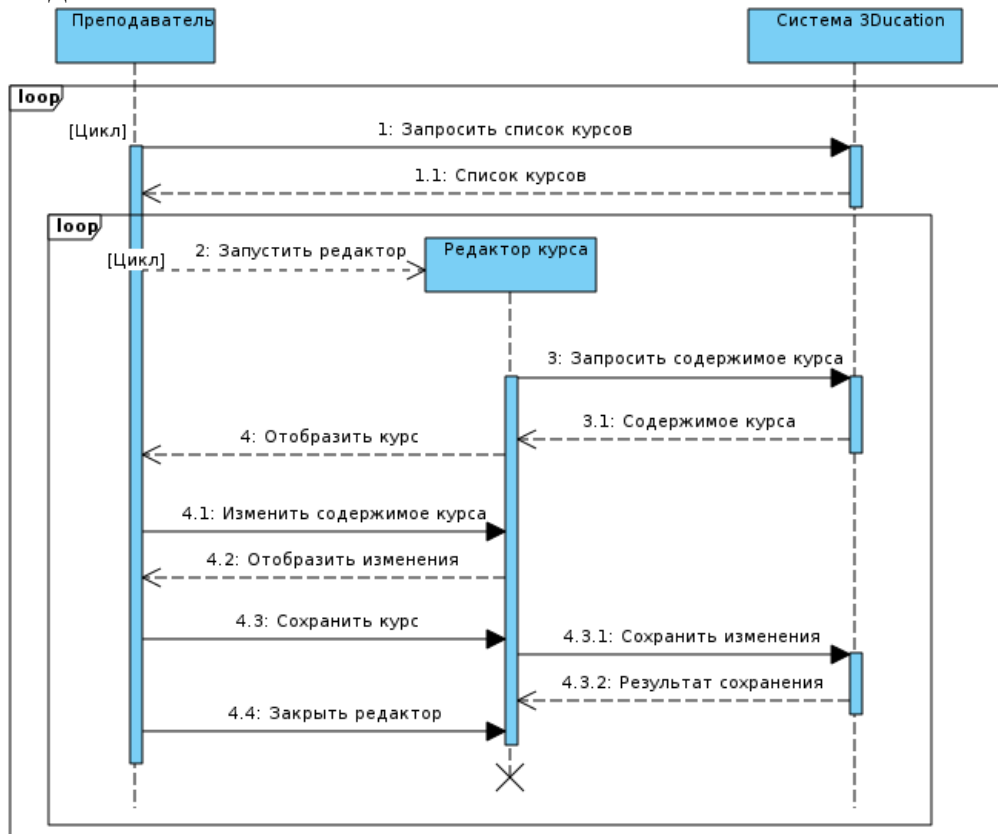 Преподаватель
Система 3Ducation
loop
[Цикл]
1: Запросить список курсов
1.1: Список курсов
loop
[Цикл]
2: Запустить редактор
Редактор курса
3: Запросить содержимое курса
3.1: Содержимое курса
4: Отобразить курс
4.1: Изменить содержимое курса
4.2: Отобразить изменения
4.3: Сохранить курс
4.3.1: Сохранить изменения
4.3.2: Результат сохранения
4.4: Закрыть редактор